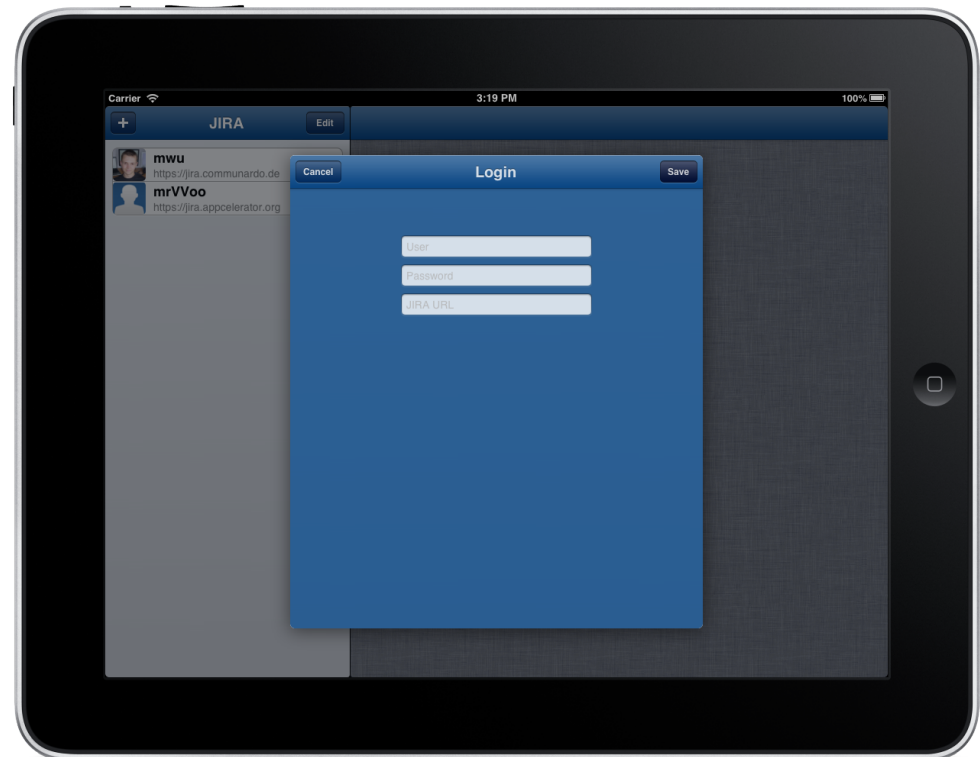 Carrier 3:19 PM 100%
+ JIRA Edit
mwu
https://jira.communardo.de
mrVVoo
https://jira.appcelerator.org
Cancel Login Save
User
Password
JIRA URL